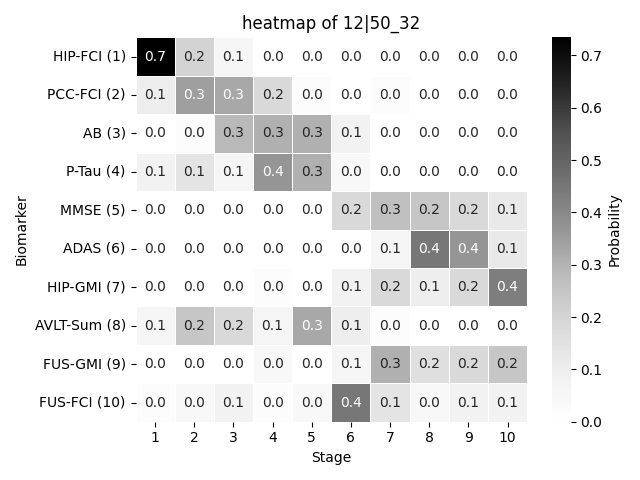 heatmap of 12|50_32
HIP-FCI (1) 0.7 0.2 0.1 0.0 0.0 0.0 0.0 0.0 0.0 0.0
PCC-FCI (2) 0.1 0.3 0.3 0.2 0.0 0.0 0.0 0.0 0.0 0.0
AB (3) 0.0 0.0 0.3 0.3 0.3 0.1 0.0 0.0 0.0 0.0
P-Tau (4) 0.1 0.1 0.1 0.4 0.3 0.0 0.0 0.0 0.0 0.0
MMSE (5) 0.0 0.0 0.0 0.0 0.0 0.2 0.3 0.2 0.2 0.1
ADAS (6) 0.0 0.0 0.0 0.0 0.0 0.0 0.1 0.4 0.4 0.1
HIP-GMI (7) 0.0 0.0 0.0 0.0 0.0 0.1 0.2 0.1 0.2 0.4
AVLT-Sum (8) 0.1 0.2 0.2 0.1 0.3 0.1 0.0 0.0 0.0 0.0
FUS-GMI (9) 0.0 0.0 0.0 0.0 0.0 0.1 0.3 0.2 0.2 0.2
FUS-FCI (10) 0.0 0.0 0.1 0.0 0.0 0.4 0.1 0.0 0.1 0.1
1 2 3 4 5 6 7 8 9 10
Stage
Biomarker
0.7
0.6
0.5
0.4
0.3
0.2
0.1
0.0
Probability